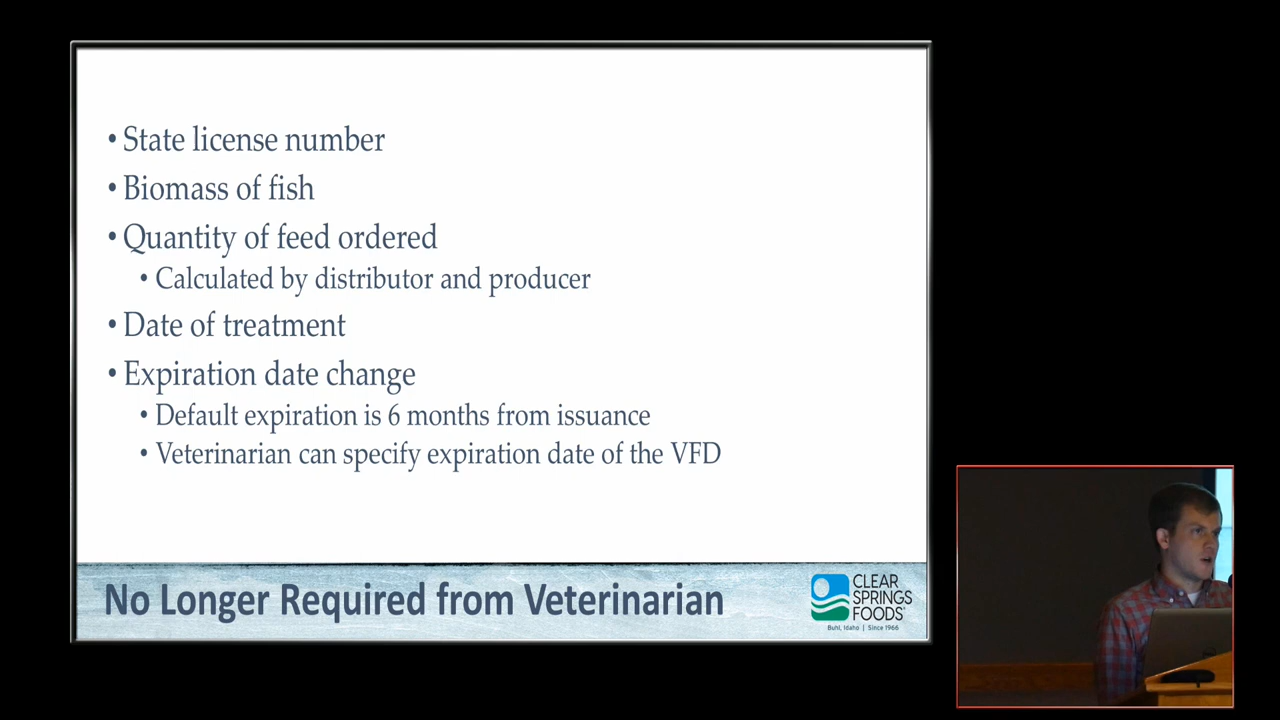 • State license number
• Biomass of fish
• Quantity of feed ordered
• Calculated by distributor and producer
• Date of treatment
• Expiration date change
• Default expiration is 6 months from issuance
• Veterinarian can specify expiration date of the VFD
No Longer Required from Veterinarian
CLEAR
SPRINGS
FOODS®
Buhl, Idaho | Since 1966